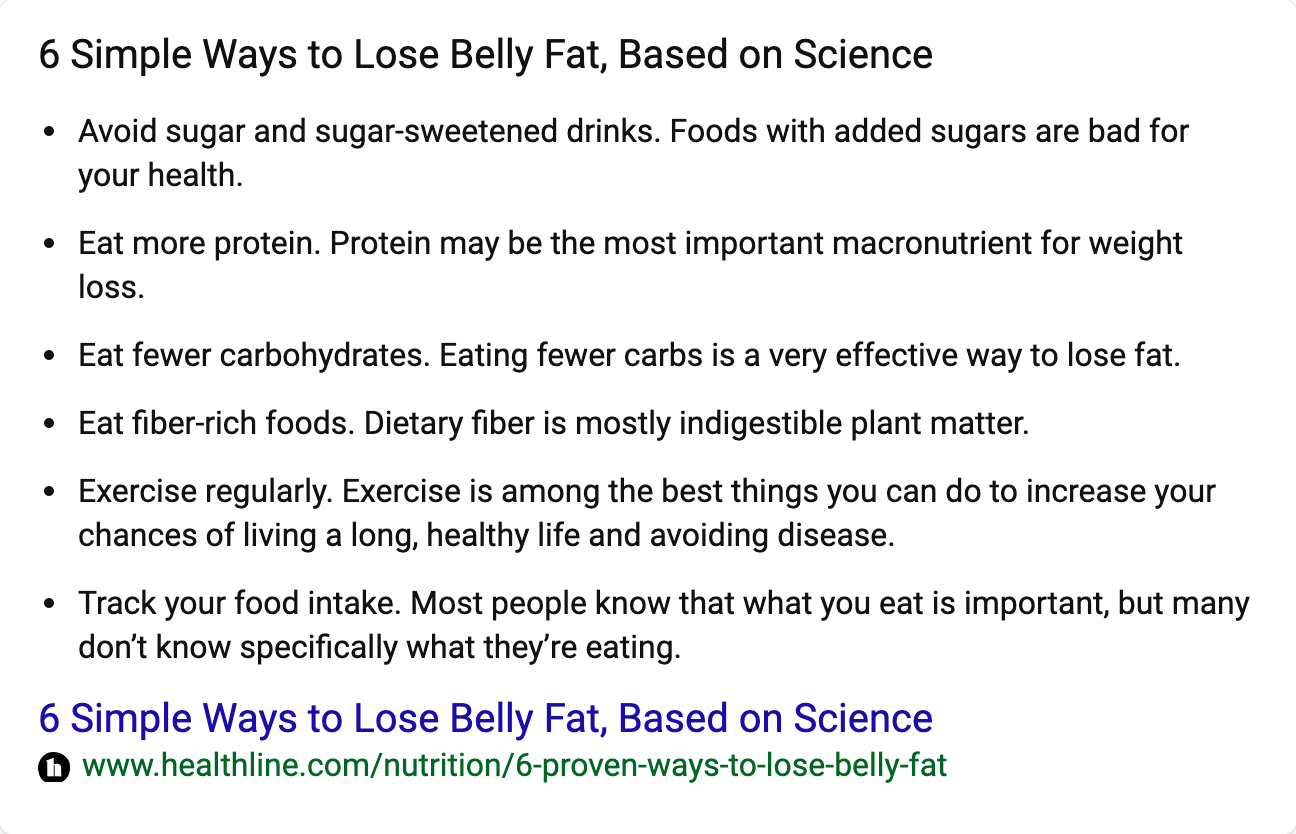 6 Simple Ways to Lose Belly Fat, Based on Science
• Avoid sugar and sugar-sweetened drinks. Foods with added sugars are bad for
your health.
• Eat more protein. Protein may be the most important macronutrient for weight
loss.
• Eat fewer carbohydrates. Eating fewer carbs is a very effective way to lose fat.
• Eat fiber-rich foods. Dietary fiber is mostly indigestible plant matter.
• Exercise regularly. Exercise is among the best things you can do to increase your
chances of living a long, healthy life and avoiding disease.
• Track your food intake. Most people know that what you eat is important, but many
don’t know specifically what they’re eating.
6 Simple Ways to Lose Belly Fat, Based on Science
h www.healthline.com/nutrition/6-proven-ways-to-lose-belly-fat